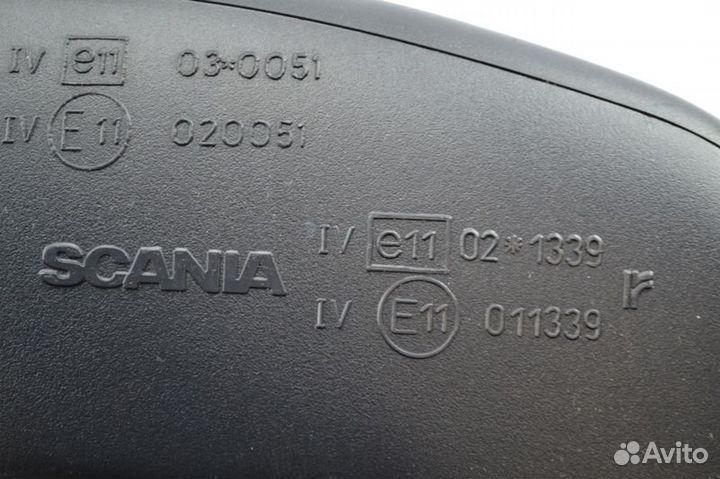 IV e11 03*0051
IV E11 020051
SCANIA
IV e11 02*1339
IV E11 011339
r
Avito